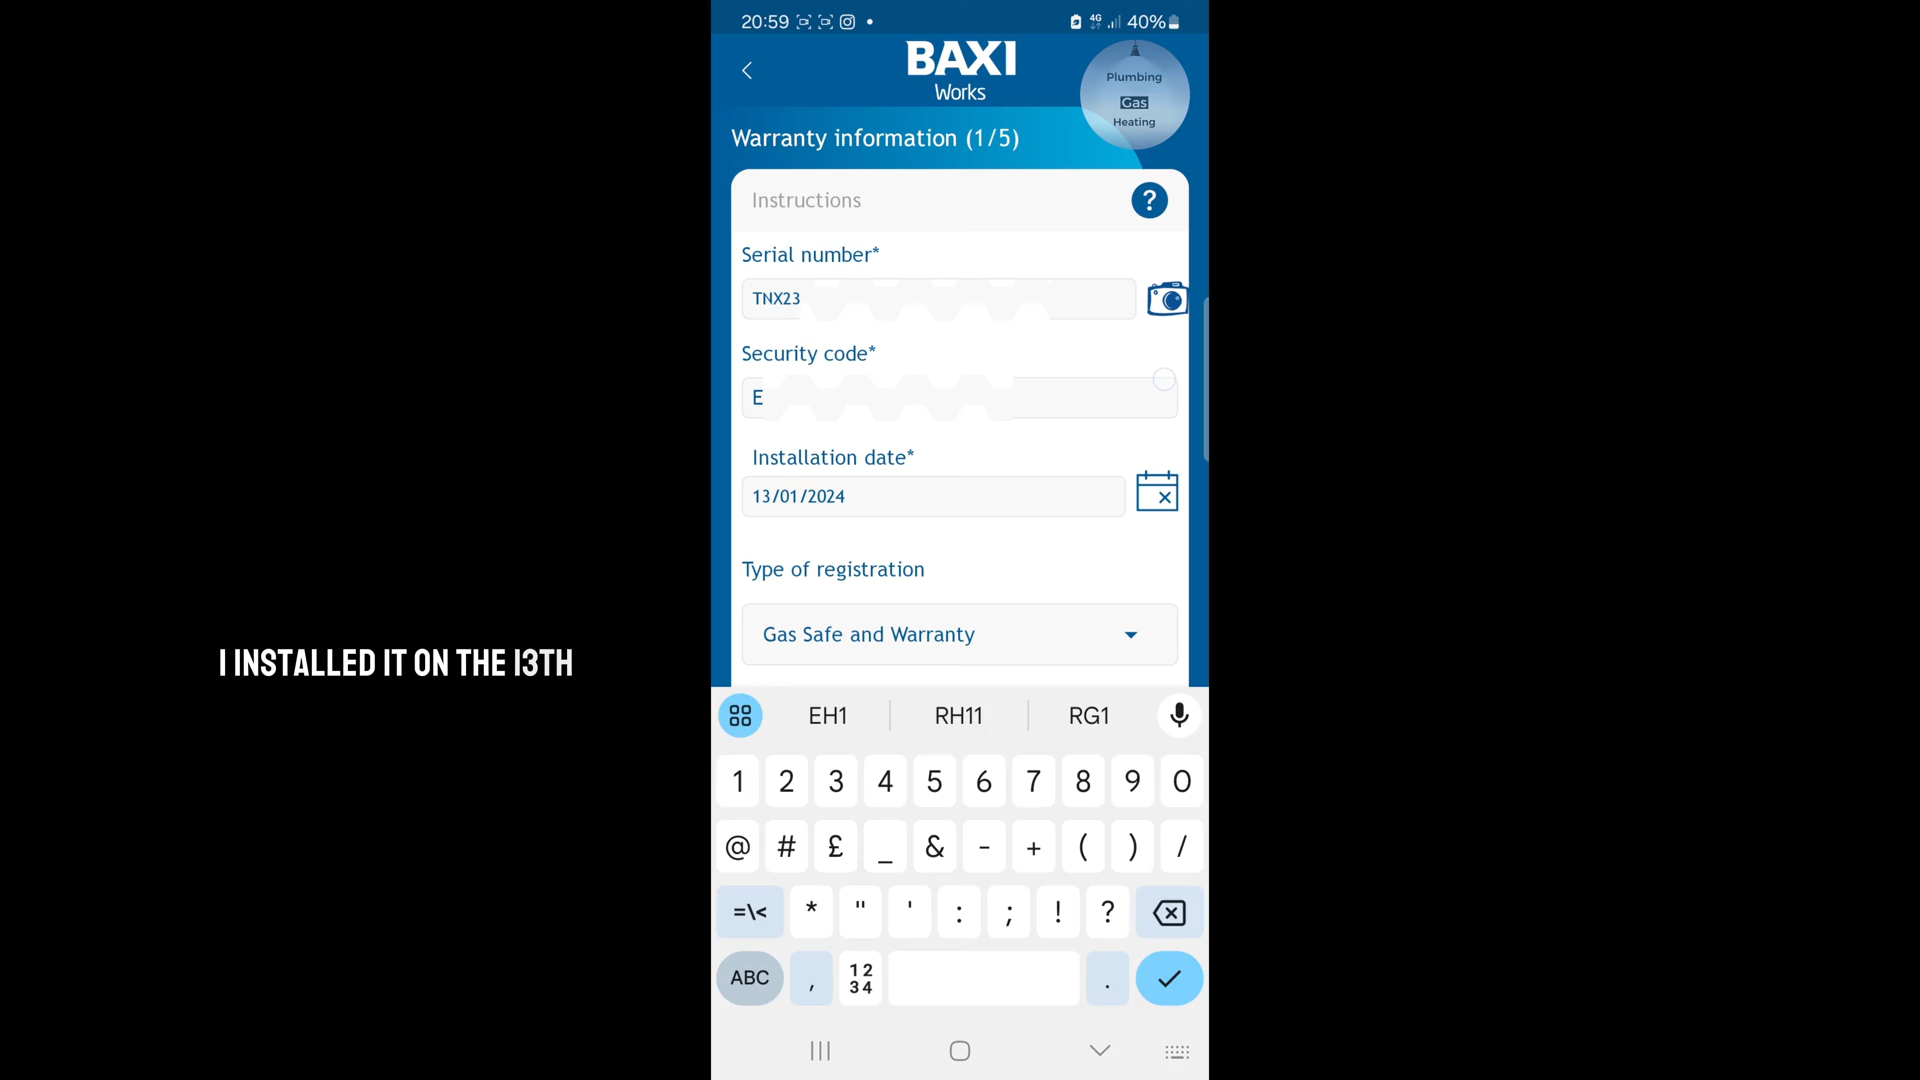 20:59
4G 40%
BAXI
Works
Plumbing
Gas
Heating
Warranty information (1/5)
Instructions
?
Serial number*
TNX23
Security code*
E
Installation date*
13/01/2024
Type of registration
Gas Safe and Warranty
I INSTALLED IT ON THE 13TH
EH1 RH11 RG1
1 2 3 4 5 6 7 8 9 0
@ # £ _ & - + ( ) /
=\< * " ' : ; ! ?
ABC , 12 34 .